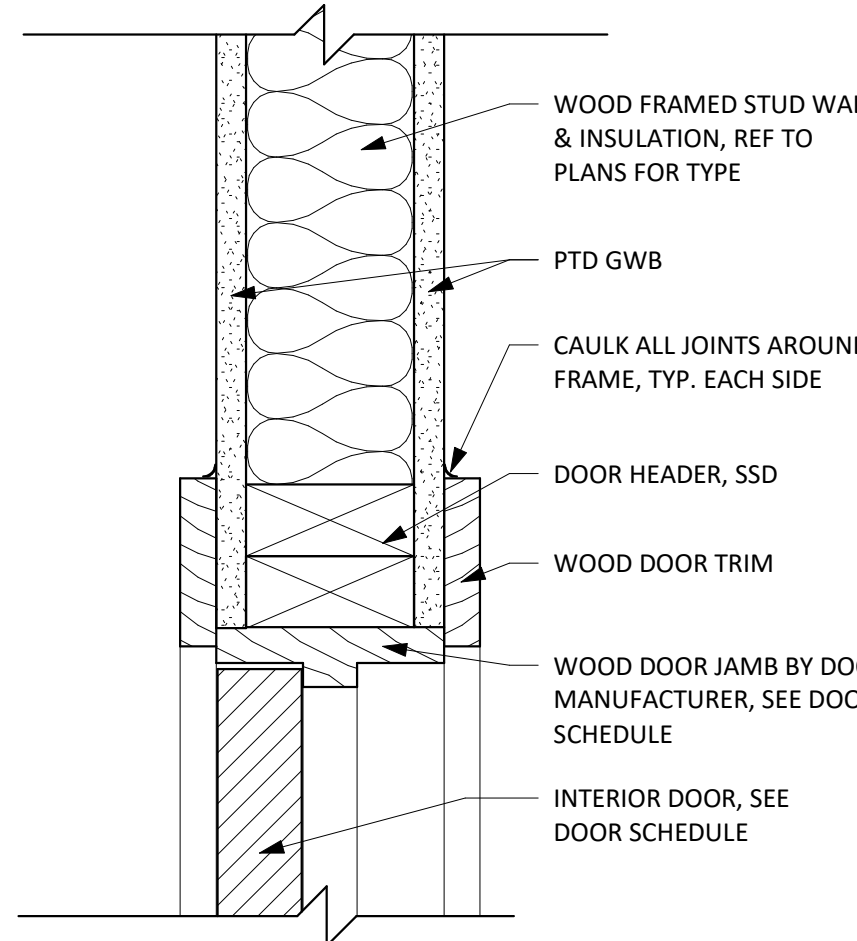 WOOD FRAMED STUD WAL
& INSULATION, REF TO
PLANS FOR TYPE
PTD GWB
CAULK ALL JOINTS AROUN
FRAME, TYP. EACH SIDE
DOOR HEADER, SSD
WOOD DOOR TRIM
WOOD DOOR JAMB BY DOO
MANUFACTURER, SEE DOO
SCHEDULE
INTERIOR DOOR, SEE
DOOR SCHEDULE